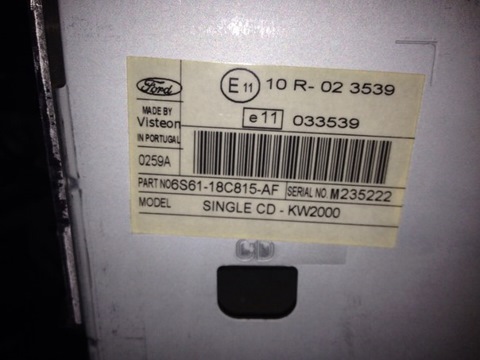 Ford
E11 10 R- 02 3539
MADE BY
Visteon
IN PORTUGAL
e11 033539
0259A
PART NO6S61-18C815-AF SERIAL NO M235222
MODEL SINGLE CD - KW2000